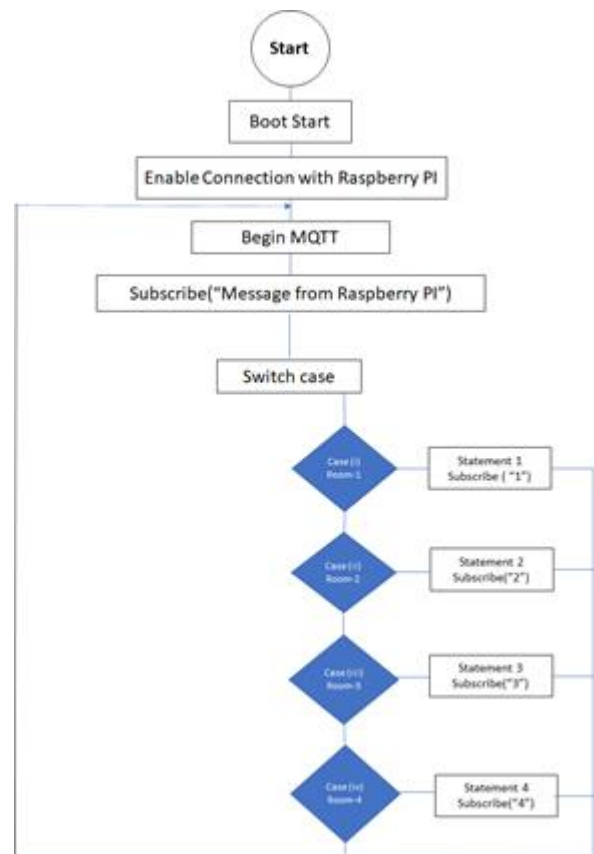 Start
Boot Start
Enable Connection with Raspberry PI
Begin MQTT
Subscribe("Message from Raspberry PI")
Switch case
Case (i)
Room-1
Statement 1
Subscribe ( "1")
Case (ii)
Room-2
Statement 2
Subscribe("2")
Case (iii)
Room-3
Statement 3
Subscribe("3")
Case (iv)
Room-4
Statement 4
Subscribe("4")